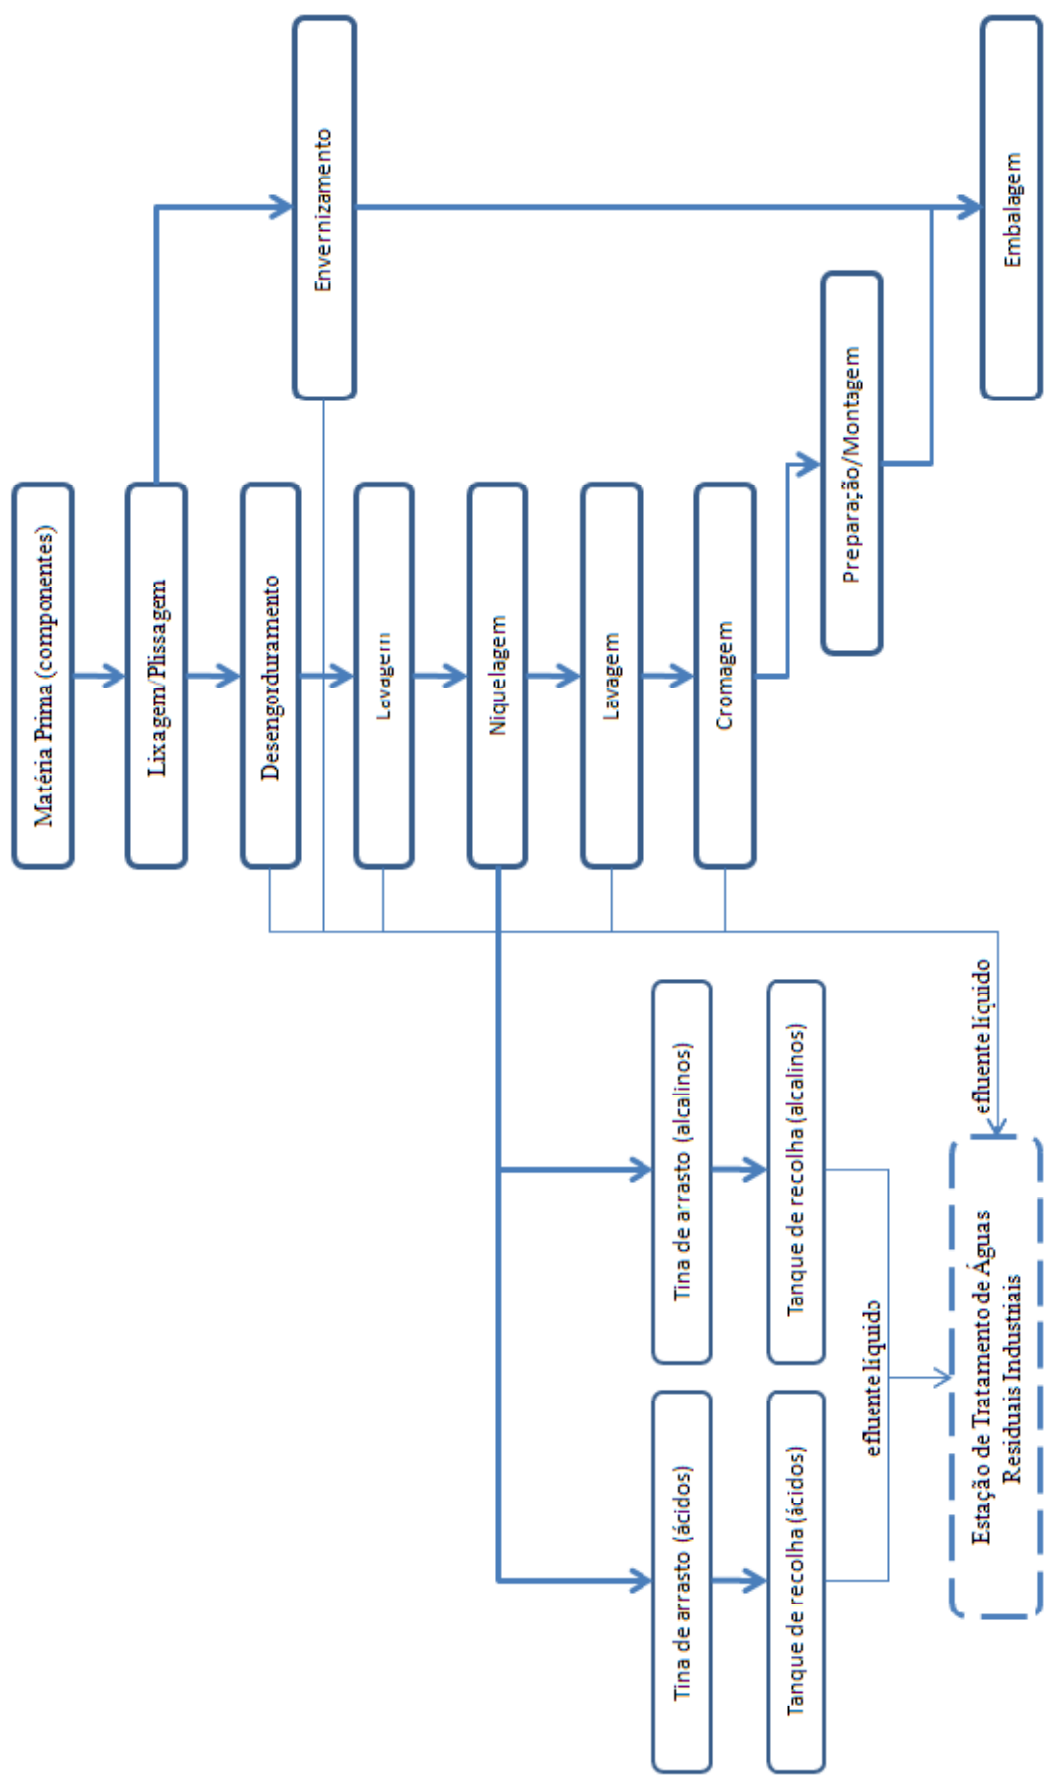 Matéria Prima (componentes)
Lixagem/Plissagem
Envernizamento
Desengorduramento
Lavagem
Niquelagem
Lavagem
Cromagem
Preparação/Montagem
Embalagem
Tina de arrasto (ácidos)
Tina de arrasto (alcalinos)
Tanque de recolha (ácidos)
Tanque de recolha (alcalinos)
efluente líquido
efluente líquido
Estação de Tratamento de Águas
Residuais Industriais